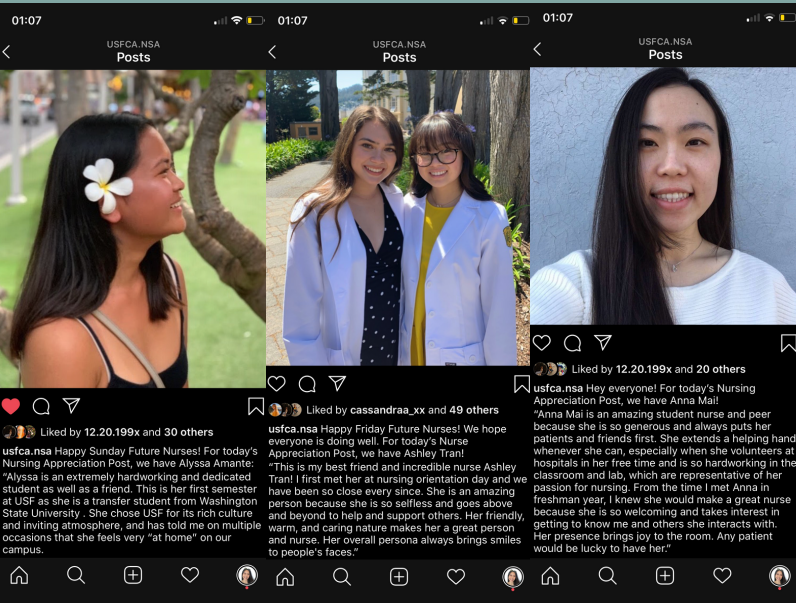 01:07
USFCA.NSA
Posts
Liked by 12.20.199x and 30 others
usfca.nsa Happy Sunday Future Nurses! For today's
Nursing Appreciation Post, we have Alyssa Amante:
“Alyssa is an extremely hardworking and dedicated
student as well as a friend. This is her first semester
at USF as she is a transfer student from Washington
State University . She chose USF for its rich culture
and inviting atmosphere, and has told me on multiple
occasions that she feels very “at home” on our
campus.
01:07
USFCA.NSA
Posts
Liked by cassandraa_xx and 49 others
usfca.nsa Happy Friday Future Nurses! We hope
everyone is doing well. For today's Nurse
Appreciation Post, we have Ashley Tran!
“This is my best friend and incredible nurse Ashley
Tran! I first met her at nursing orientation day and we
have been so close every since. She is an amazing
person because she is so selfless and goes above
and beyond to help and support others. Her friendly,
warm, and caring nature makes her a great person
and nurse. Her overall persona always brings smiles
to people's faces.”
01:07
USFCA.NSA
Posts
Liked by 12.20.199x and 20 others
usfca.nsa Hey everyone! For today's Nursing
Appreciation Post, we have Anna Mai!
“Anna Mai is an amazing student nurse and peer
because she is so generous and always puts her
patients and friends first. She extends a helping hand
whenever she can, especially when she volunteers at
hospitals in her free time and is so hardworking in the
classroom and lab, which are representative of her
passion for nursing. From the time I met Anna in
freshman year, I knew she would make a great nurse
because she is so welcoming and takes interest in
getting to know me and others she interacts with.
Her presence brings joy to the room. Any patient
would be lucky to have her.”